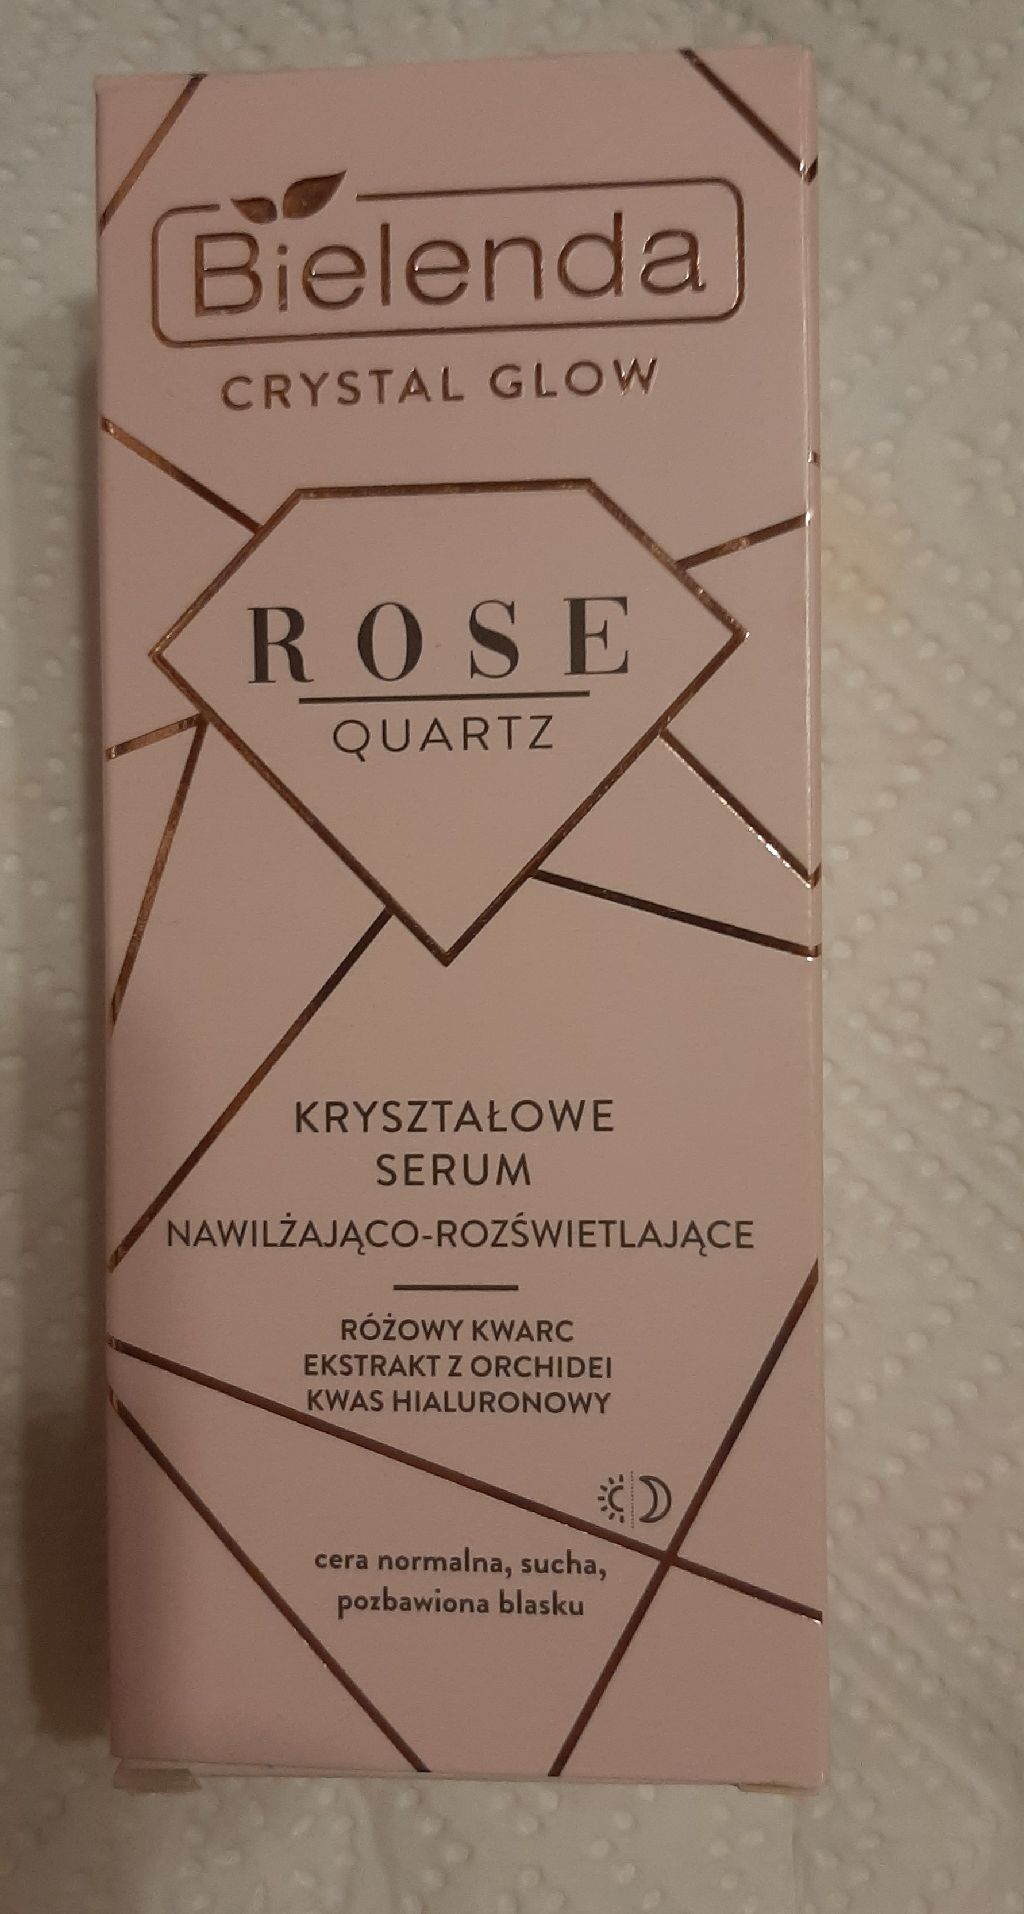 Bielenda
CRYSTAL GLOW
ROSE
QUARTZ
KRYSZTAŁOWE
SERUM
NAWILŻAJĄCO-ROZŚWIETLAJĄCE
RÓŻOWY KWARC
EKSTRAKT Z ORCHIDEI
KWAS HIALURONOWY
cera normalna, sucha,
pozbawiona blasku